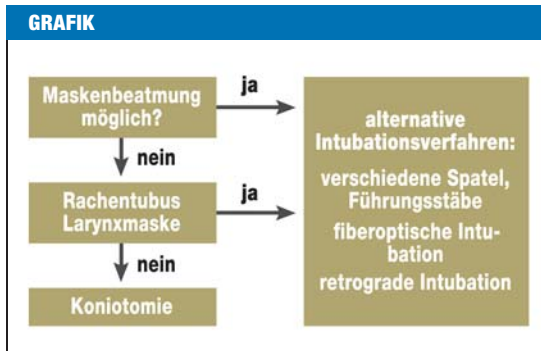 GRAFIK
Maskenbeatmung
möglich?
ja
nein
Rachentubus
Larynxmaske
ja
nein
Koniotomie
alternative
Intubationsverfahren:
verschiedene Spatel,
Führungsstäbe
fiberoptische Intu-
bation
retrograde Intubation